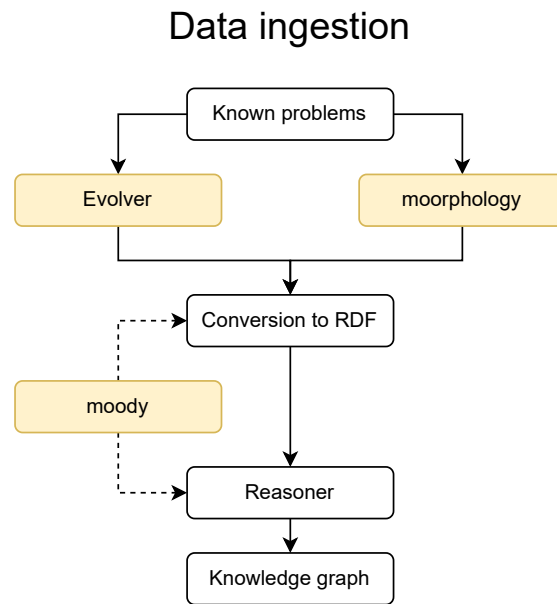 Data ingestion
Known problems
Evolver
moorphology
Conversion to RDF
moody
Reasoner
Knowledge graph